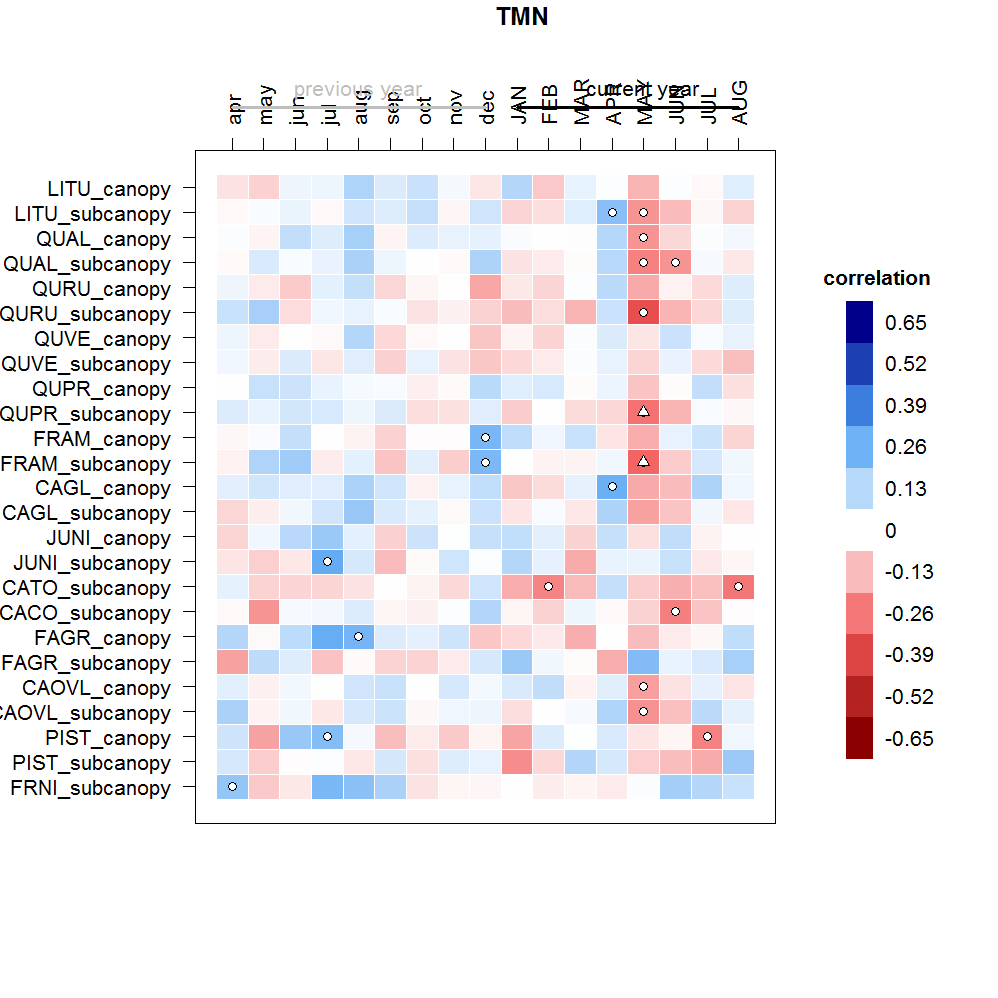 TMN
previous year
current year
apr may jun jul aug sep oct nov dec JAN FEB MAR APR MAY JUN JUL AUG
LITU_canopy
LITU_subcanopy
QUAL_canopy
QUAL_subcanopy
QURU_canopy
QURU_subcanopy
QUVE_canopy
QUVE_subcanopy
QUPR_canopy
QUPR_subcanopy
FRAM_canopy
FRAM_subcanopy
CAGL_canopy
CAGL_subcanopy
JUNI_canopy
JUNI_subcanopy
CATO_subcanopy
CACO_subcanopy
FAGR_canopy
FAGR_subcanopy
CAOVL_canopy
CAOVL_subcanopy
PIST_canopy
PIST_subcanopy
FRNI_subcanopy
correlation
0.65
0.52
0.39
0.26
0.13
0
-0.13
-0.26
-0.39
-0.52
-0.65